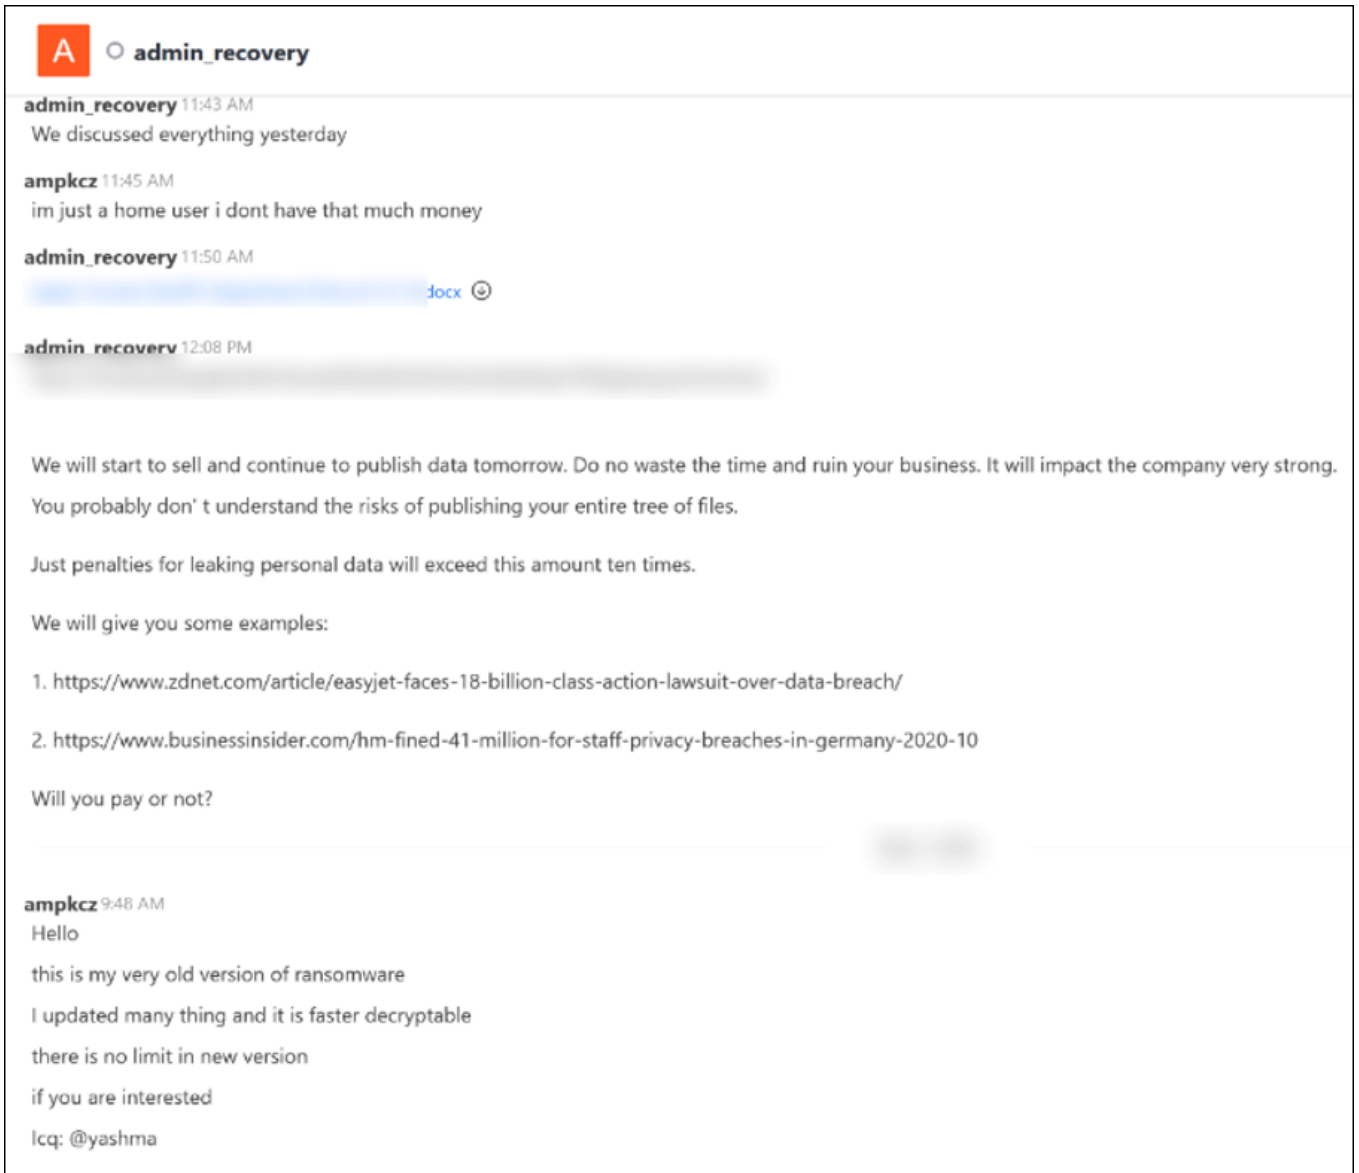 A
admin_recovery
admin_recovery 11:43 AM
We discussed everything yesterday
ampkcz 11:45 AM
im just a home user i dont have that much money
admin_recovery 11:50 AM
docx
admin_recovery 12:08 PM
We will start to sell and continue to publish data tomorrow. Do no waste the time and ruin your business. It will impact the company very strong.
You probably don' t understand the risks of publishing your entire tree of files.
Just penalties for leaking personal data will exceed this amount ten times.
We will give you some examples:
1. https://www.zdnet.com/article/easyjet-faces-18-billion-class-action-lawsuit-over-data-breach/
2. https://www.businessinsider.com/hm-fined-41-million-for-staff-privacy-breaches-in-germany-2020-10
Will you pay or not?
ampkcz 9:48 AM
Hello
this is my very old version of ransomware
I updated many thing and it is faster decryptable
there is no limit in new version
if you are interested
Icq: @yashma